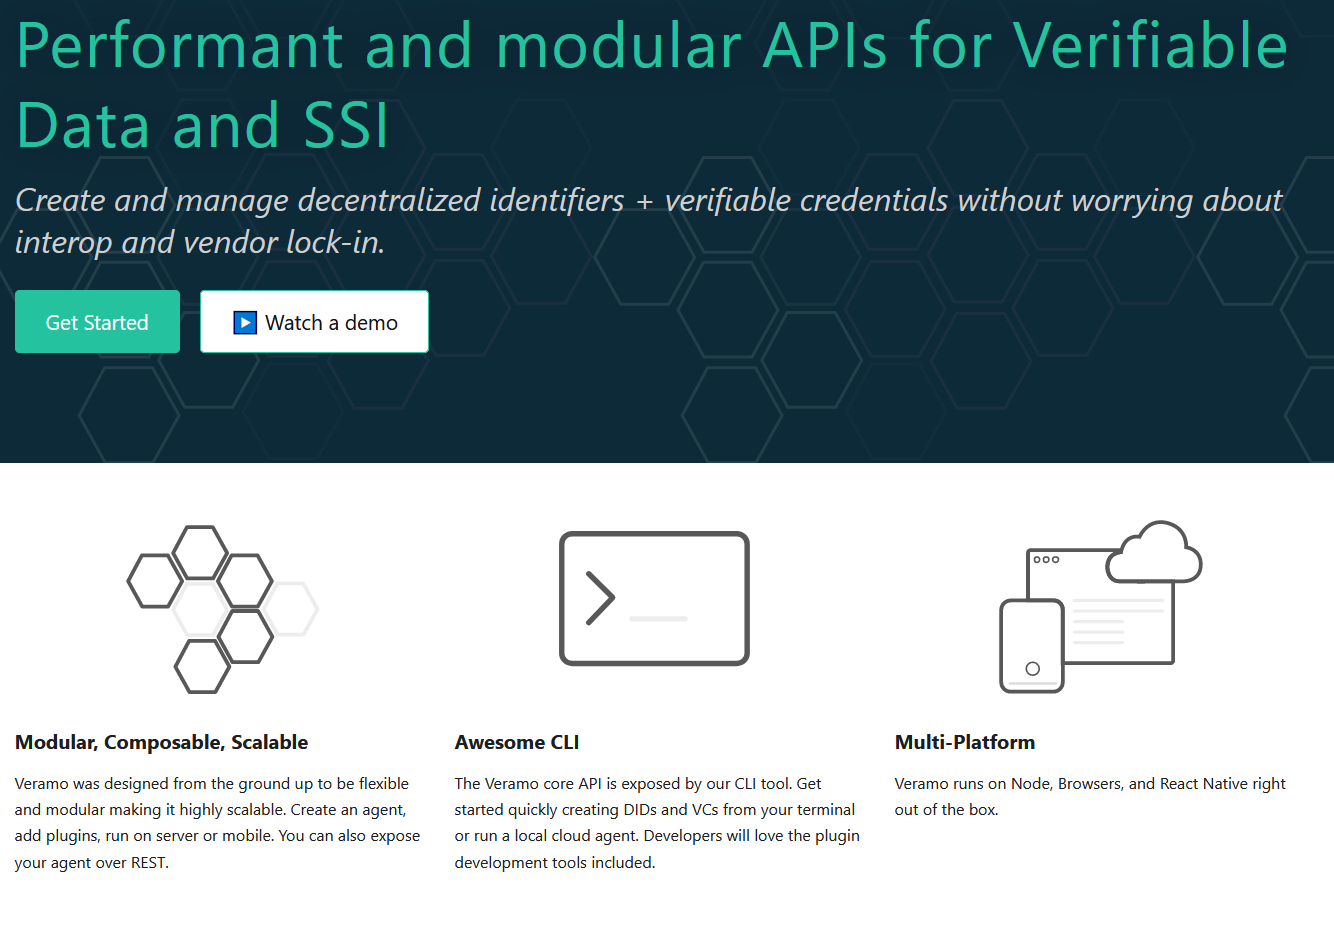 Performant and modular APIs for Verifiable
Data and SSI
Create and manage decentralized identifiers + verifiable credentials without worrying about
interop and vendor lock-in.
Get Started
▶️ Watch a demo
Modular, Composable, Scalable
Veramo was designed from the ground up to be flexible
and modular making it highly scalable. Create an agent,
add plugins, run on server or mobile. You can also expose
your agent over REST.
Awesome CLI
The Veramo core API is exposed by our CLI tool. Get
started quickly creating DIDs and VCs from your terminal
or run a local cloud agent. Developers will love the plugin
development tools included.
Multi-Platform
Veramo runs on Node, Browsers, and React Native right
out of the box.